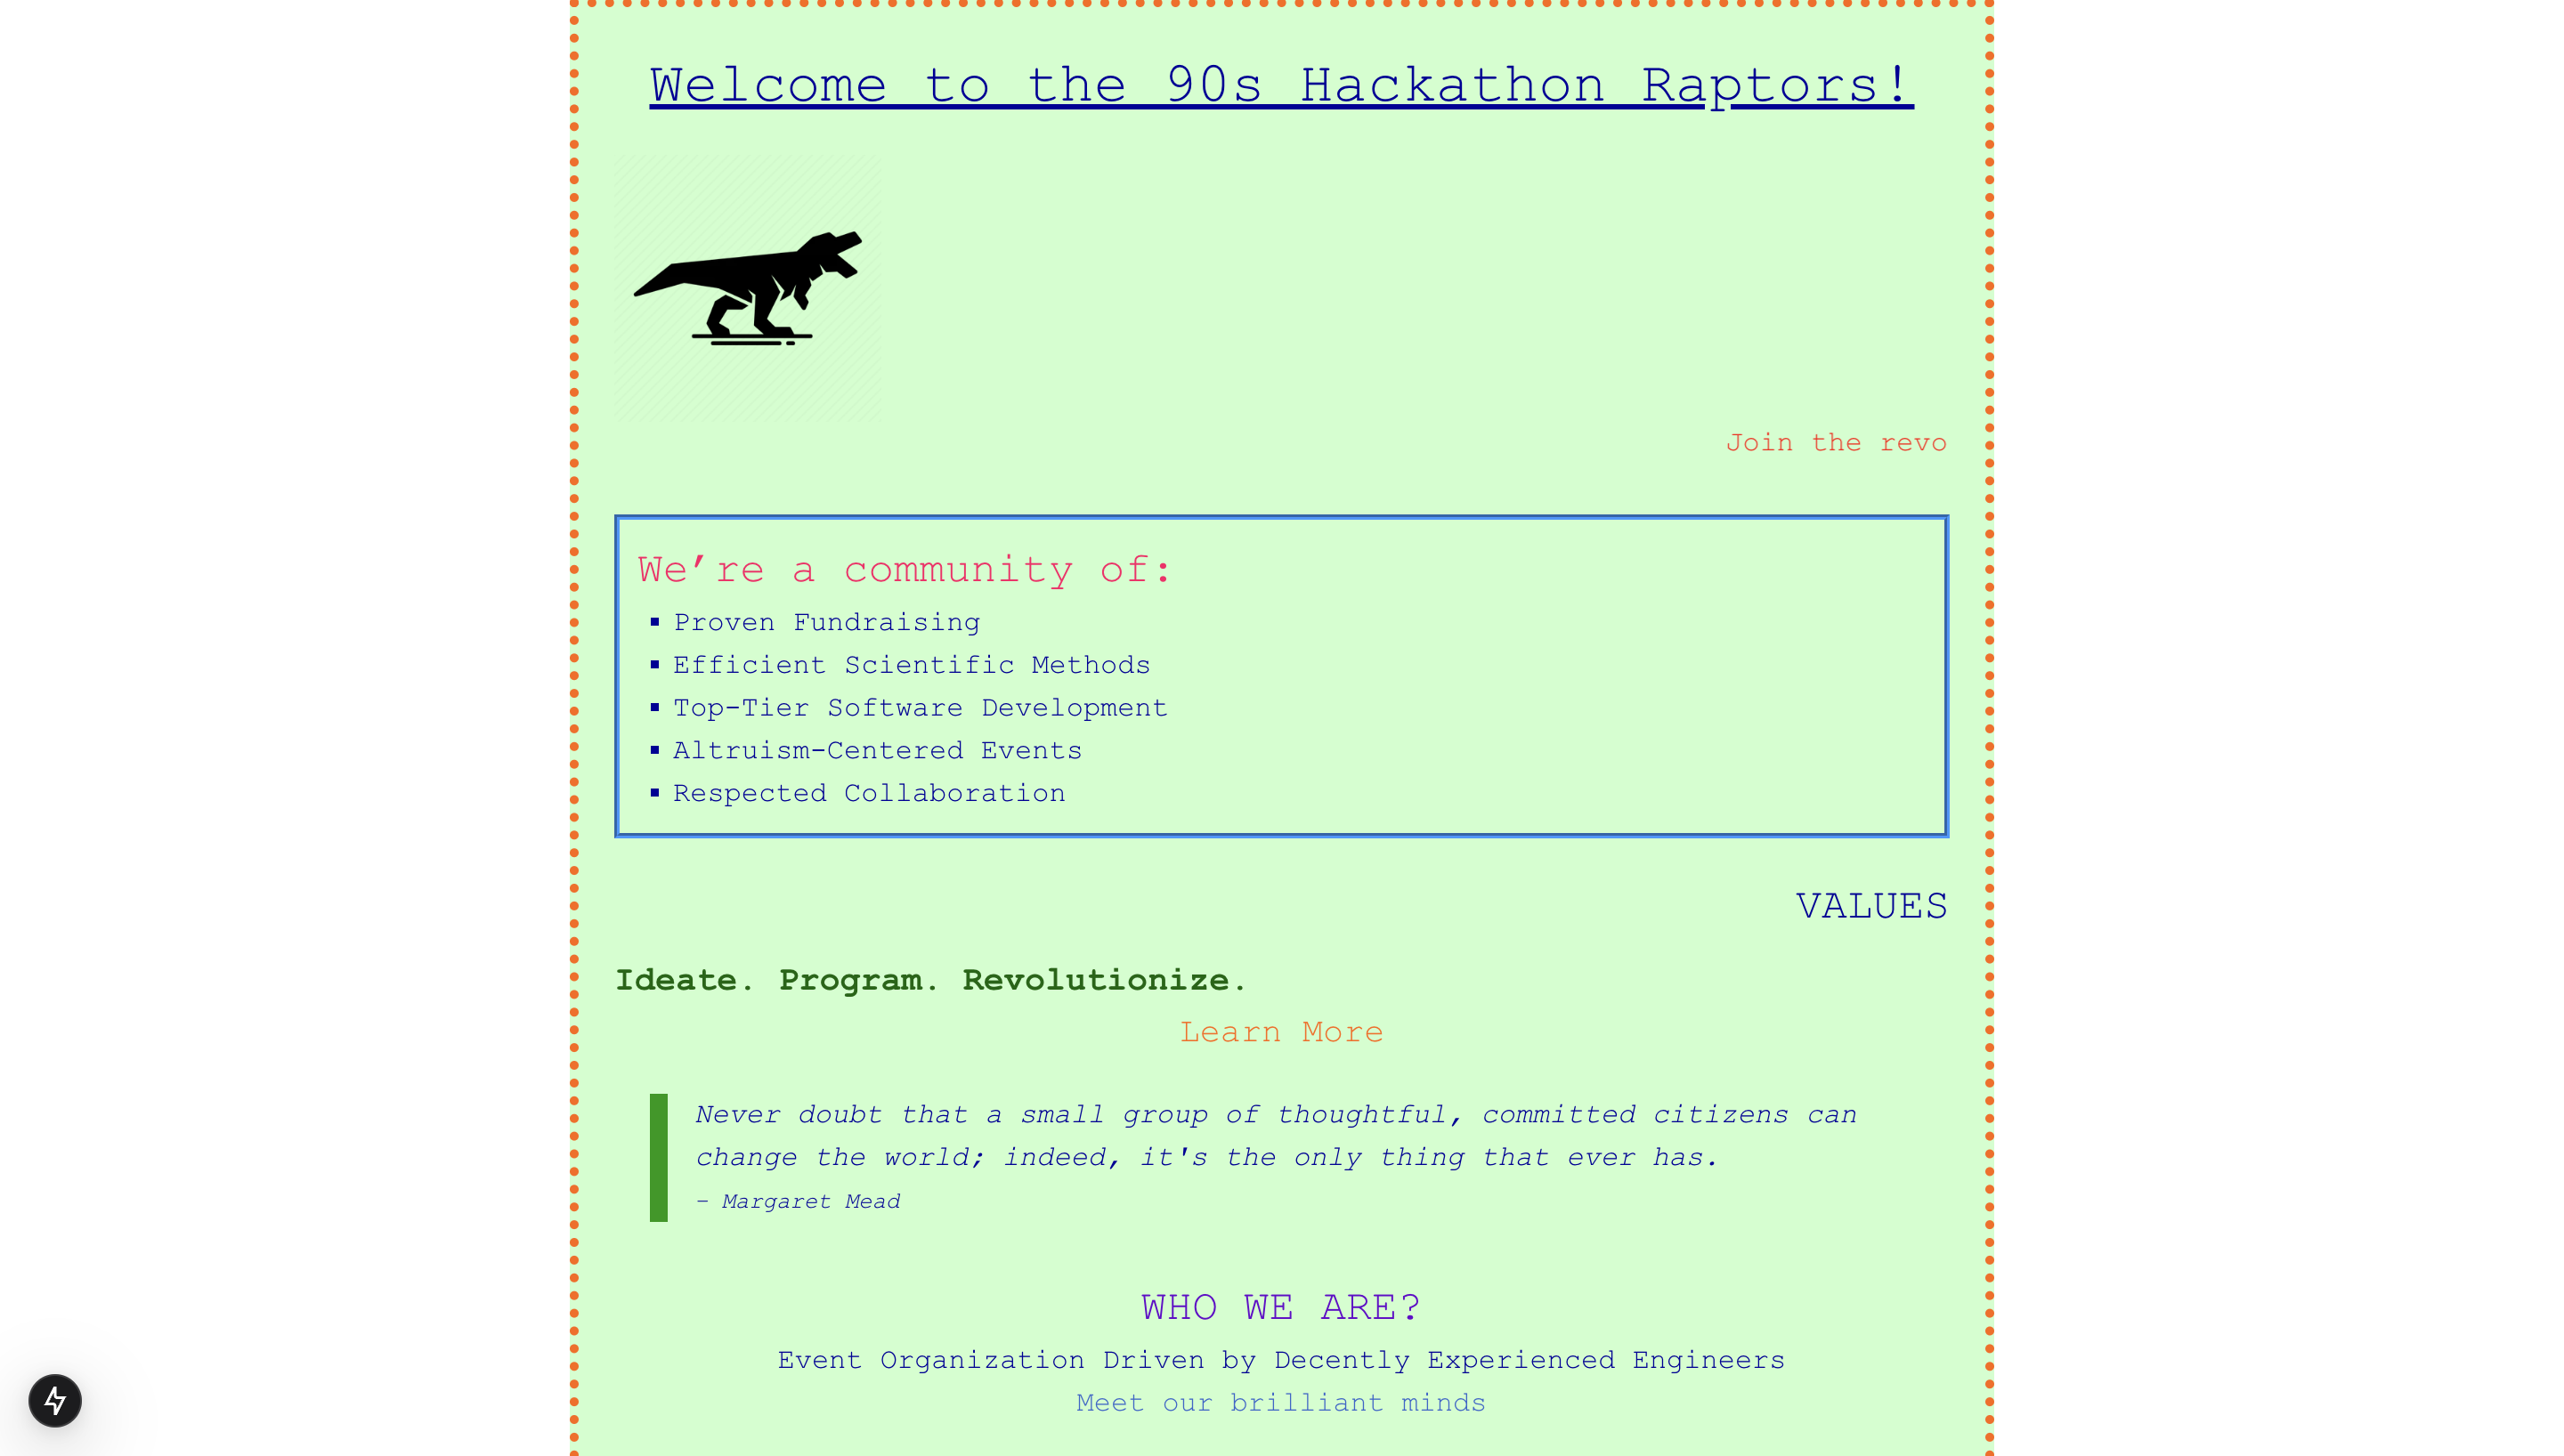 Welcome to the 90s Hackathon Raptors!
Join the revo
We’re a community of:
Proven Fundraising
Efficient Scientific Methods
Top-Tier Software Development
Altruism-Centered Events
Respected Collaboration
VALUES
Ideate. Program. Revolutionize.
Learn More
Never doubt that a small group of thoughtful, committed citizens can
change the world; indeed, it's the only thing that ever has.
- Margaret Mead
WHO WE ARE?
Event Organization Driven by Decently Experienced Engineers
Meet our brilliant minds